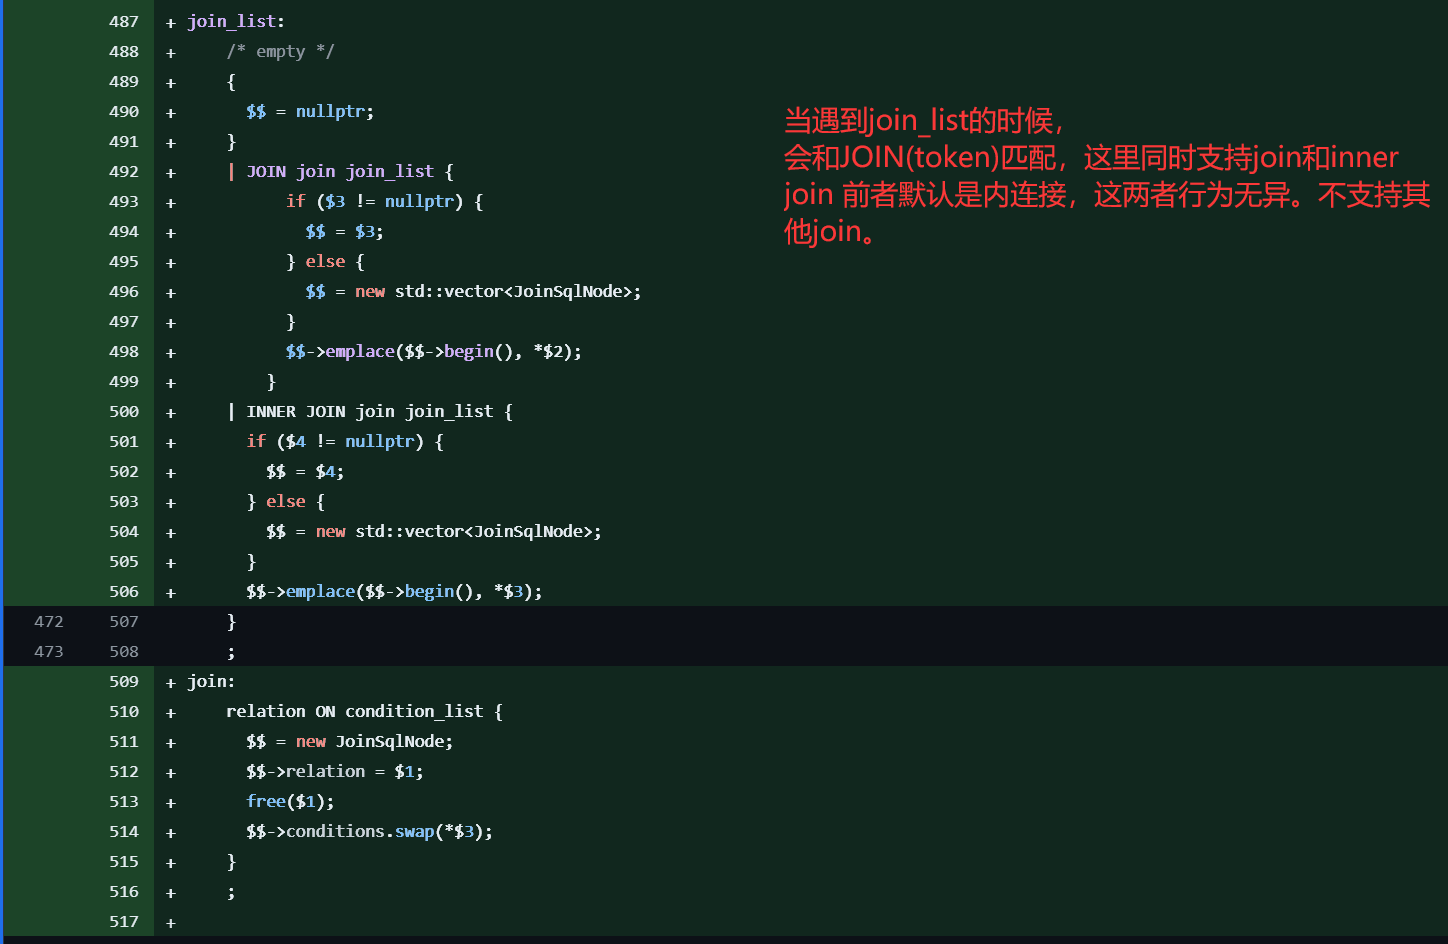 487 + join_list:
488 + /* empty */
489 + {
490 + $$ = nullptr;
491 + }
492 + | JOIN join join_list {
493 + if ($3 != nullptr) {
494 + $$ = $3;
495 + } else {
496 + $$ = new std::vector<JoinSqlNode>;
497 + }
498 + $$->emplace($$->begin(), *$2);
499 + }
500 + | INNER JOIN join join_list {
501 + if ($4 != nullptr) {
502 + $$ = $4;
503 + } else {
504 + $$ = new std::vector<JoinSqlNode>;
505 + }
506 + $$->emplace($$->begin(), *$3);
472 507 }
473 508 ;
509 + join:
510 + relation ON condition_list {
511 + $$ = new JoinSqlNode;
512 + $$->relation = $1;
513 + free($1);
514 + $$->conditions.swap(*$3);
515 + }
516 + ;
517 +
当遇到join_list的时候，
会和JOIN(token)匹配，这里同时支持join和inner
join 前者默认是内连接，这两者行为无异。不支持其
他join。